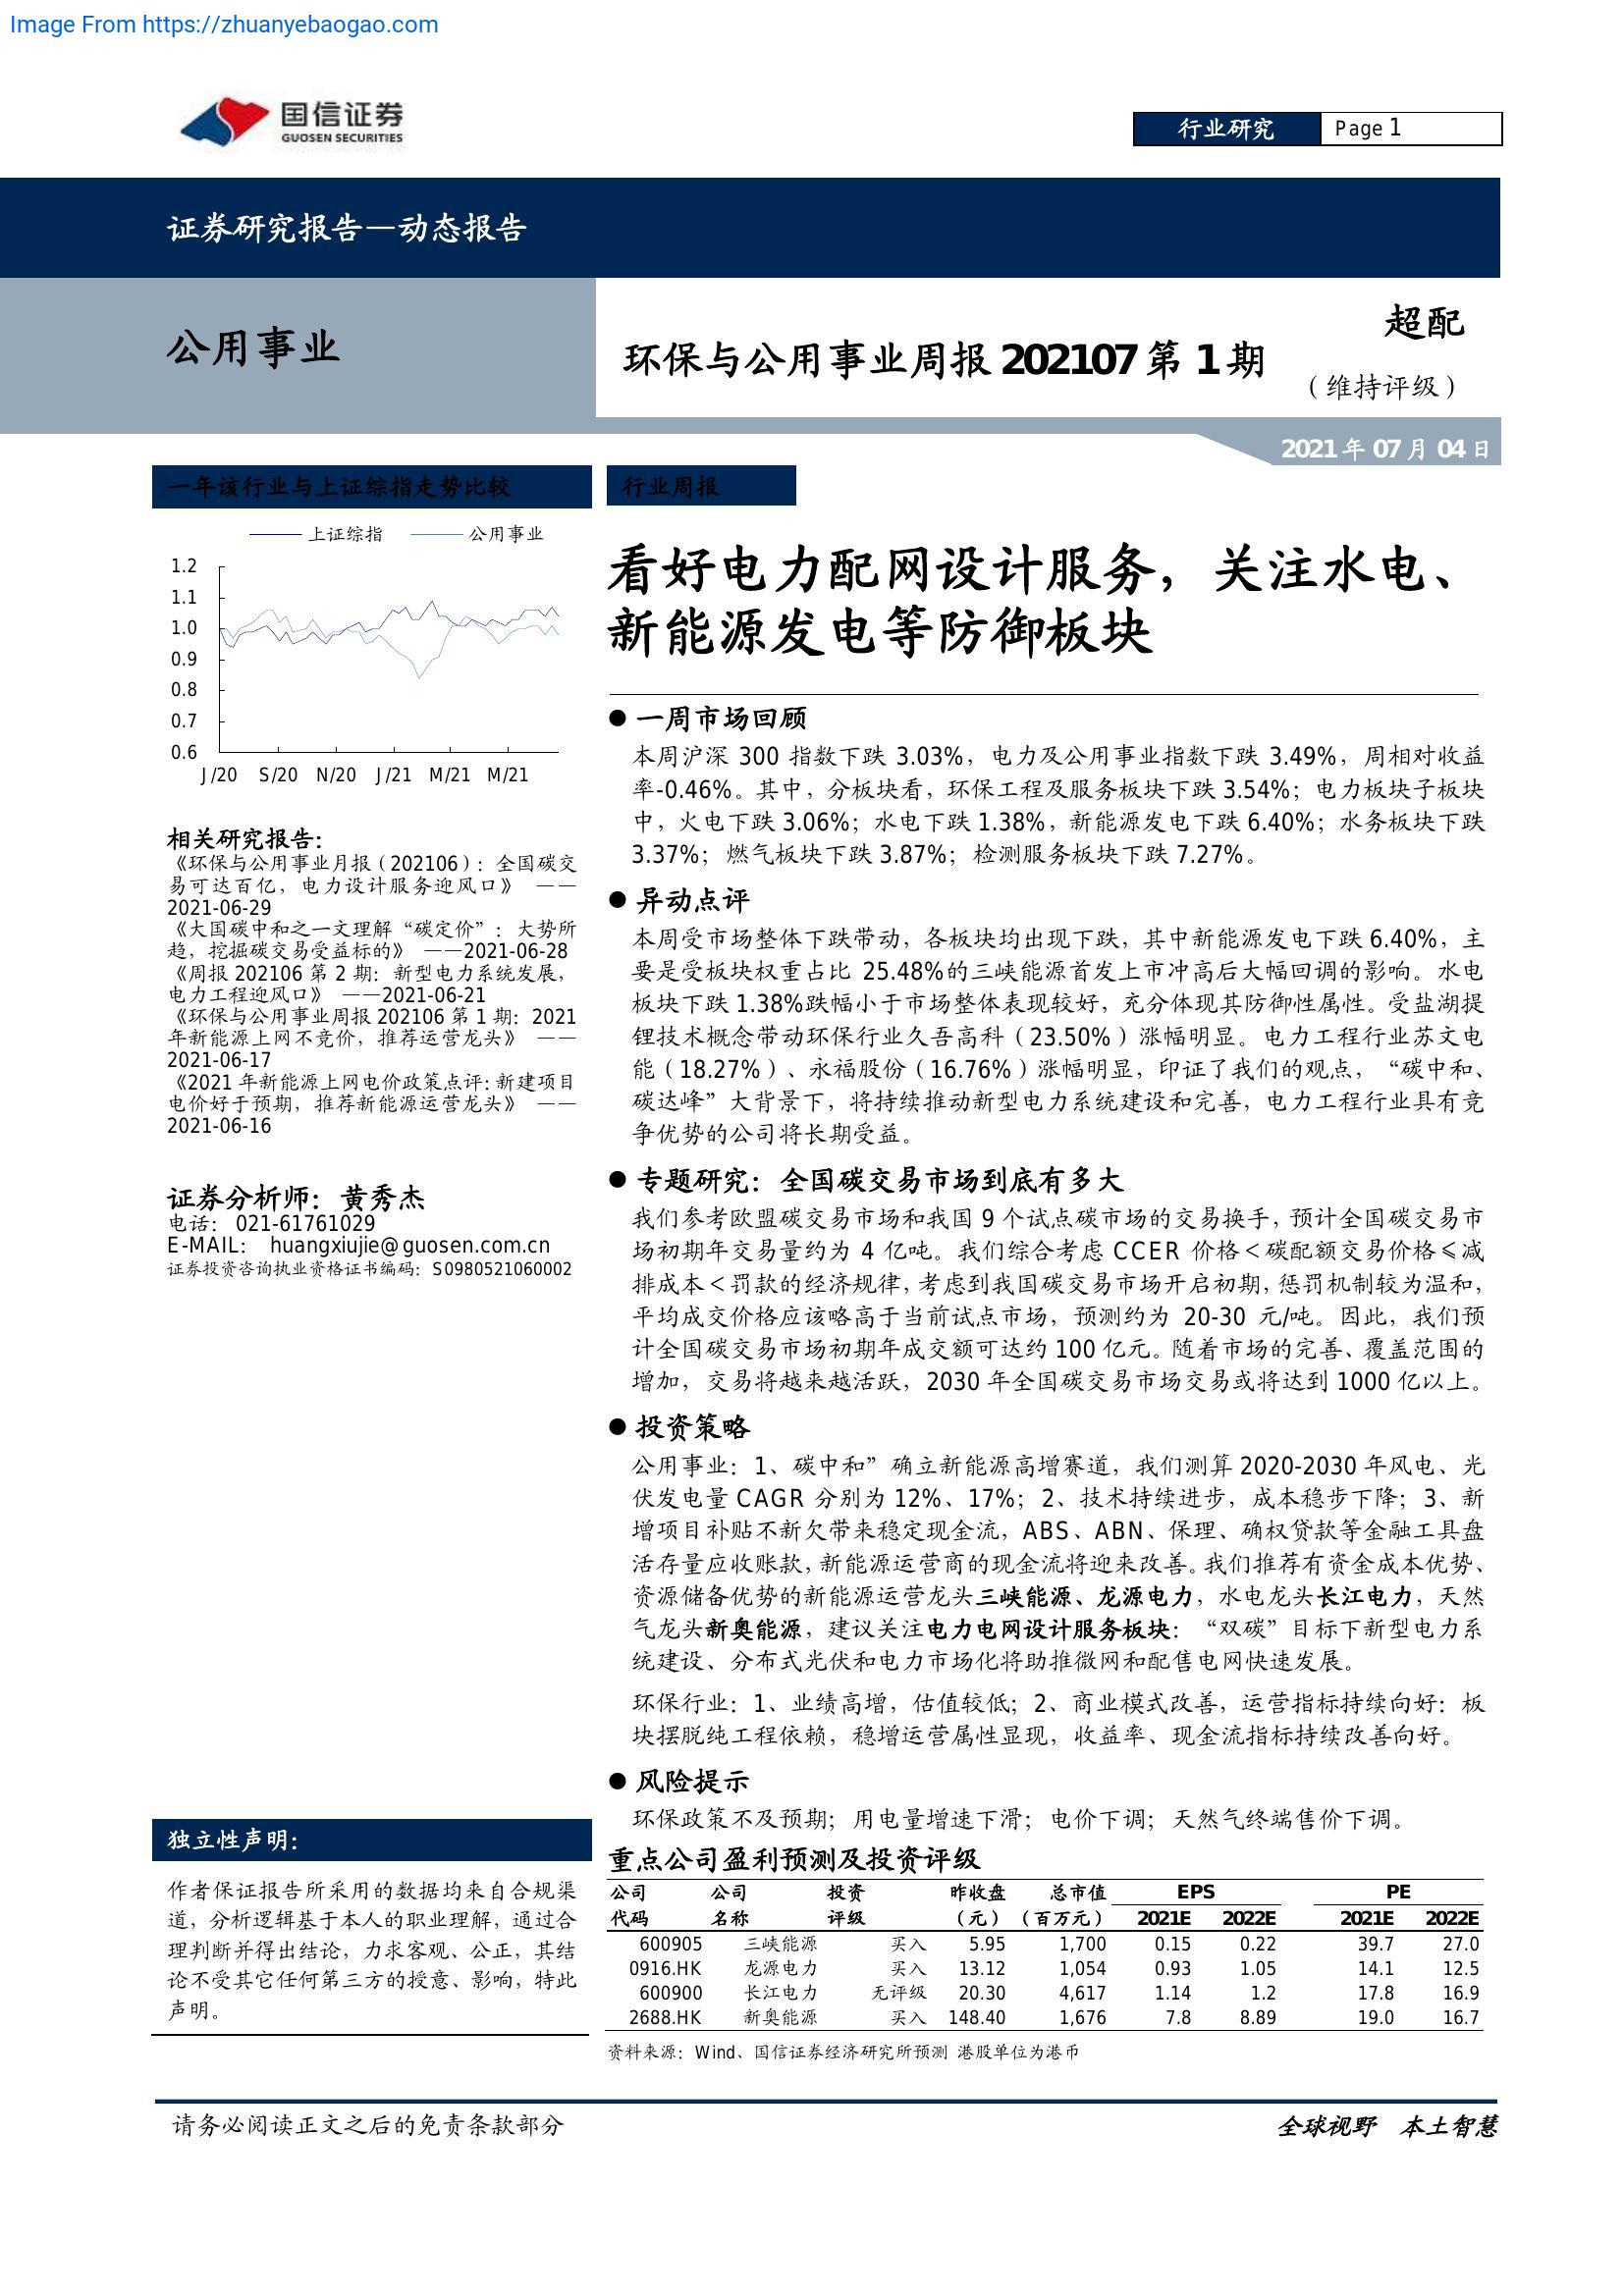 Image From https://zhuanyebaogao.com
国信证券
GUOSEN SECURITIES
行业研究
Page 1
证券研究报告—动态报告
公用事业
环保与公用事业周报 202107 第 1 期
超配
（维持评级）
2021 年 07 月 04 日
一年该行业与上证综指走势比较
上证综指 公用事业
1.2
1.1
1.0
0.9
0.8
0.7
0.6
J/20 S/20 N/20 J/21 M/21 M/21
相关研究报告：
《环保与公用事业月报（202106）：全国碳交
易可达百亿，电力设计服务迎风口》 ——
2021-06-29
《大国碳中和之一文理解“碳定价”：大势所
趋，挖掘碳交易受益标的》 ——2021-06-28
《周报 202106 第 2 期：新型电力系统发展，
电力工程迎风口》 ——2021-06-21
《环保与公用事业周报 202106 第 1 期：2021
年新能源上网不竞价，推荐运营龙头》 ——
2021-06-17
《2021 年新能源上网电价政策点评：新建项目
电价好于预期，推荐新能源运营龙头》 ——
2021-06-16
证券分析师：黄秀杰
电话： 021-61761029
E-MAIL： huangxiujie@guosen.com.cn
证券投资咨询执业资格证书编码：S0980521060002
独立性声明：
作者保证报告所采用的数据均来自合规渠
道，分析逻辑基于本人的职业理解，通过合
理判断并得出结论，力求客观、公正，其结
论不受其它任何第三方的授意、影响，特此
声明。
行业周报
看好电力配网设计服务，关注水电、
新能源发电等防御板块
● 一周市场回顾
本周沪深 300 指数下跌 3.03%，电力及公用事业指数下跌 3.49%，周相对收益
率-0.46%。其中，分板块看，环保工程及服务板块下跌 3.54%；电力板块子板块
中，火电下跌 3.06%；水电下跌 1.38%，新能源发电下跌 6.40%；水务板块下跌
3.37%；燃气板块下跌 3.87%；检测服务板块下跌 7.27%。
● 异动点评
本周受市场整体下跌带动，各板块均出现下跌，其中新能源发电下跌 6.40%，主
要是受板块权重占比 25.48%的三峡能源首发上市冲高后大幅回调的影响。水电
板块下跌 1.38%跌幅小于市场整体表现较好，充分体现其防御性属性。受盐湖提
锂技术概念带动环保行业久吾高科（23.50%）涨幅明显。电力工程行业苏文电
能（18.27%）、永福股份（16.76%）涨幅明显，印证了我们的观点，“碳中和、
碳达峰”大背景下，将持续推动新型电力系统建设和完善，电力工程行业具有竞
争优势的公司将长期受益。
● 专题研究：全国碳交易市场到底有多大
我们参考欧盟碳交易市场和我国 9 个试点碳市场的交易换手，预计全国碳交易市
场初期年交易量约为 4 亿吨。我们综合考虑 CCER 价格＜碳配额交易价格≤减
排成本＜罚款的经济规律，考虑到我国碳交易市场开启初期，惩罚机制较为温和，
平均成交价格应该略高于当前试点市场，预测约为 20-30 元/吨。因此，我们预
计全国碳交易市场初期年成交额可达约 100 亿元。随着市场的完善、覆盖范围的
增加，交易将越来越活跃，2030 年全国碳交易市场交易或将达到 1000 亿以上。
● 投资策略
公用事业：1、碳中和”确立新能源高增赛道，我们测算 2020-2030 年风电、光
伏发电量 CAGR 分别为 12%、17%；2、技术持续进步，成本稳步下降；3、新
增项目补贴不新欠带来稳定现金流，ABS、ABN、保理、确权贷款等金融工具盘
活存量应收账款，新能源运营商的现金流将迎来改善。我们推荐有资金成本优势、
资源储备优势的新能源运营龙头三峡能源、龙源电力，水电龙头长江电力，天然
气龙头新奥能源，建议关注电力电网设计服务板块：“双碳”目标下新型电力系
统建设、分布式光伏和电力市场化将助推微网和配售电网快速发展。
环保行业：1、业绩高增，估值较低；2、商业模式改善，运营指标持续向好：板
块摆脱纯工程依赖，稳增运营属性显现，收益率、现金流指标持续改善向好。
● 风险提示
环保政策不及预期；用电量增速下滑；电价下调；天然气终端售价下调。
重点公司盈利预测及投资评级
公司 公司 投资 昨收盘 总市值 EPS PE
代码 名称 评级 （元） （百万元） 2021E 2022E 2021E 2022E
600905 三峡能源 买入 5.95 1,700 0.15 0.22 39.7 27.0
0916.HK 龙源电力 买入 13.12 1,054 0.93 1.05 14.1 12.5
600900 长江电力 无评级 20.30 4,617 1.14 1.2 17.8 16.9
2688.HK 新奥能源 买入 148.40 1,676 7.8 8.89 19.0 16.7
资料来源：Wind、国信证券经济研究所预测 港股单位为港币
请务必阅读正文之后的免责条款部分
全球视野 本土智慧